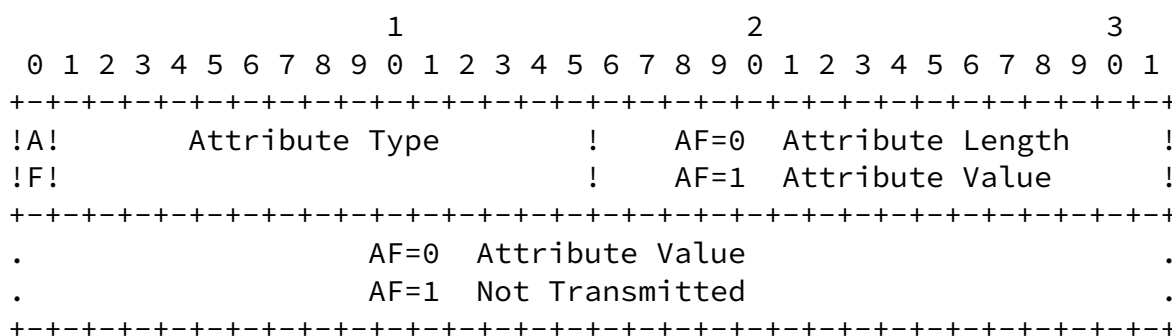 1                   2                   3
 0 1 2 3 4 5 6 7 8 9 0 1 2 3 4 5 6 7 8 9 0 1 2 3 4 5 6 7 8 9 0 1
+-+-+-+-+-+-+-+-+-+-+-+-+-+-+-+-+-+-+-+-+-+-+-+-+-+-+-+-+-+-+-+-+
!A!       Attribute Type        !    AF=0  Attribute Length     !
!F!                             !    AF=1  Attribute Value      !
+-+-+-+-+-+-+-+-+-+-+-+-+-+-+-+-+-+-+-+-+-+-+-+-+-+-+-+-+-+-+-+-+
.                   AF=0  Attribute Value                       .
.                   AF=1  Not Transmitted                       .
+-+-+-+-+-+-+-+-+-+-+-+-+-+-+-+-+-+-+-+-+-+-+-+-+-+-+-+-+-+-+-+-+